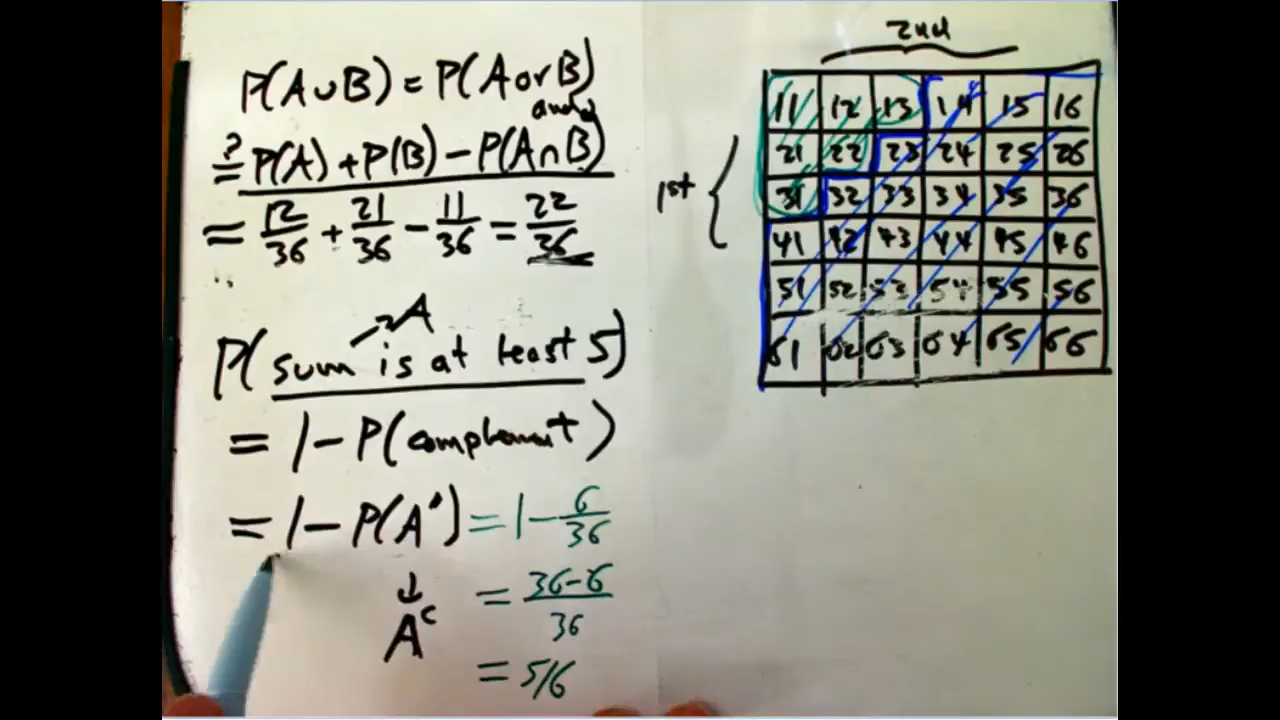 P(A∪B) = P(A or B)
and
≟ P(A) + P(B) − P(A∩B)
= 12/36 + 21/36 − 11/36 = 22/36
A
P(sum is at least 5)
= 1 − P(complement)
= 1 − P(A') = 1 − 6/36
↓ = 36−6/36
A^c
= 5/6
2nd
1st
11 12 13 14 15 16
21 22 23 24 25 26
31 32 33 34 35 36
41 42 43 44 45 46
51 52 53 54 55 56
61 62 63 64 65 66